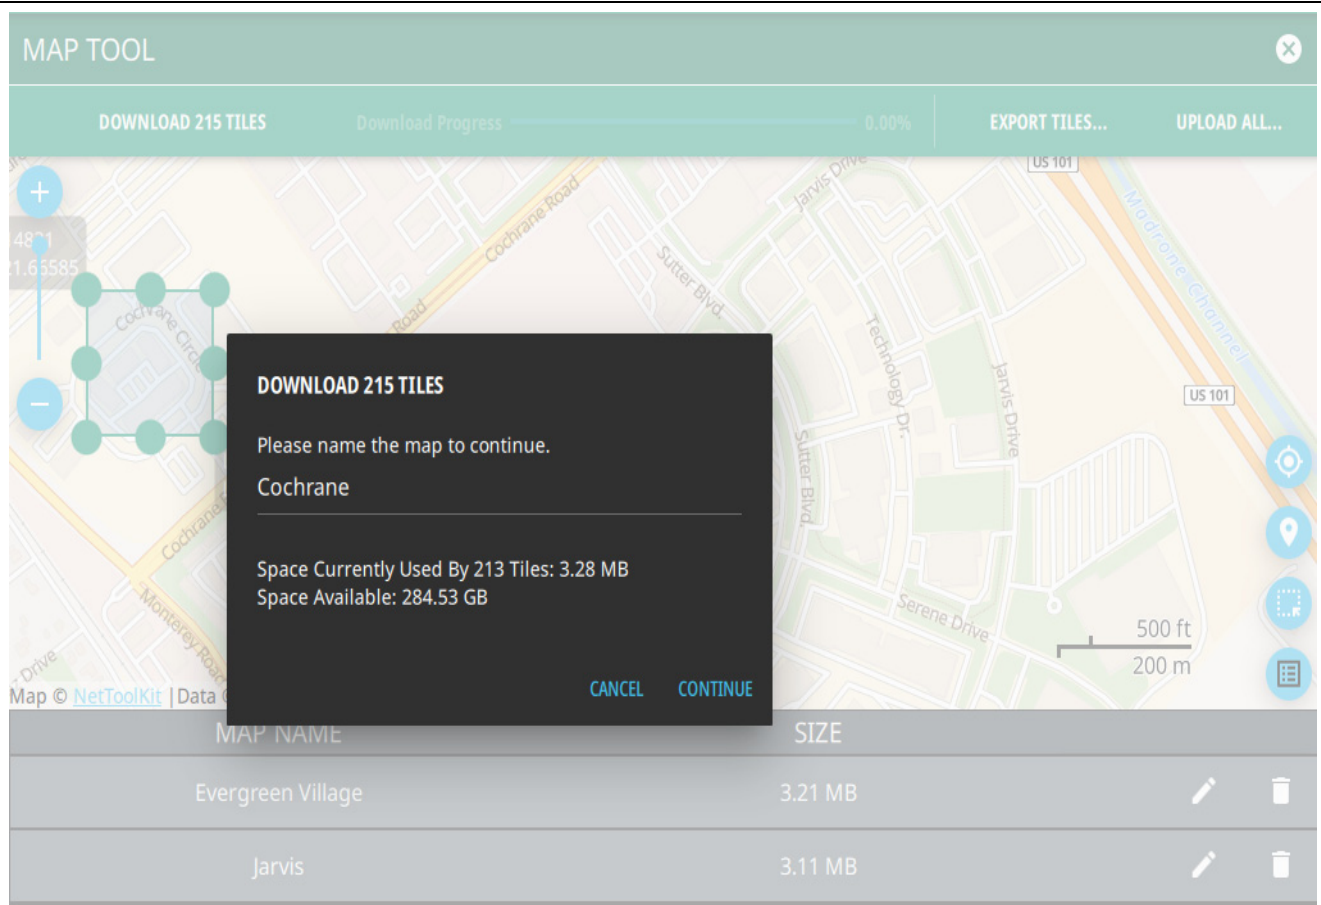 MAP TOOL
DOWNLOAD 215 TILES
Download Progress
0.00%
EXPORT TILES...
UPLOAD ALL...
US 101
Jarvis Drive
Cochrane Road
Madrone Channel
21.66585
Sutter Blvd.
Cochrane Circle
Road
Technology Dr.
Jarvis Drive
US 101
DOWNLOAD 215 TILES
Please name the map to continue.
Cochrane
Sutter Blvd.
Space Currently Used By 213 Tiles: 3.28 MB
Space Available: 284.53 GB
Monterey Road
Serene Drive
500 ft
200 m
Drive
CANCEL
CONTINUE
Map © NetToolKit |Data
MAP NAME
SIZE
Evergreen Village
3.21 MB
Jarvis
3.11 MB